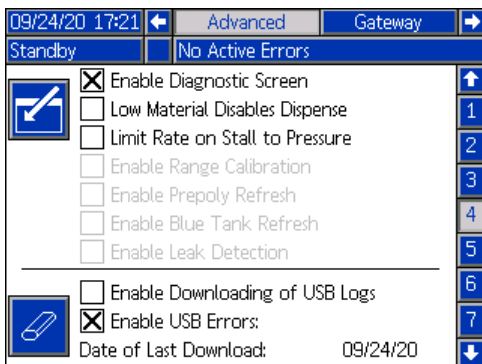 09/24/20 17:21 Advanced Gateway
Standby No Active Errors
Enable Diagnostic Screen
Low Material Disables Dispense
Limit Rate on Stall to Pressure
Enable Range Calibration
Enable Prepoly Refresh
Enable Blue Tank Refresh
Enable Leak Detection
1
2
3
4
5
6
7
Enable Downloading of USB Logs
Enable USB Errors:
Date of Last Download: 09/24/20